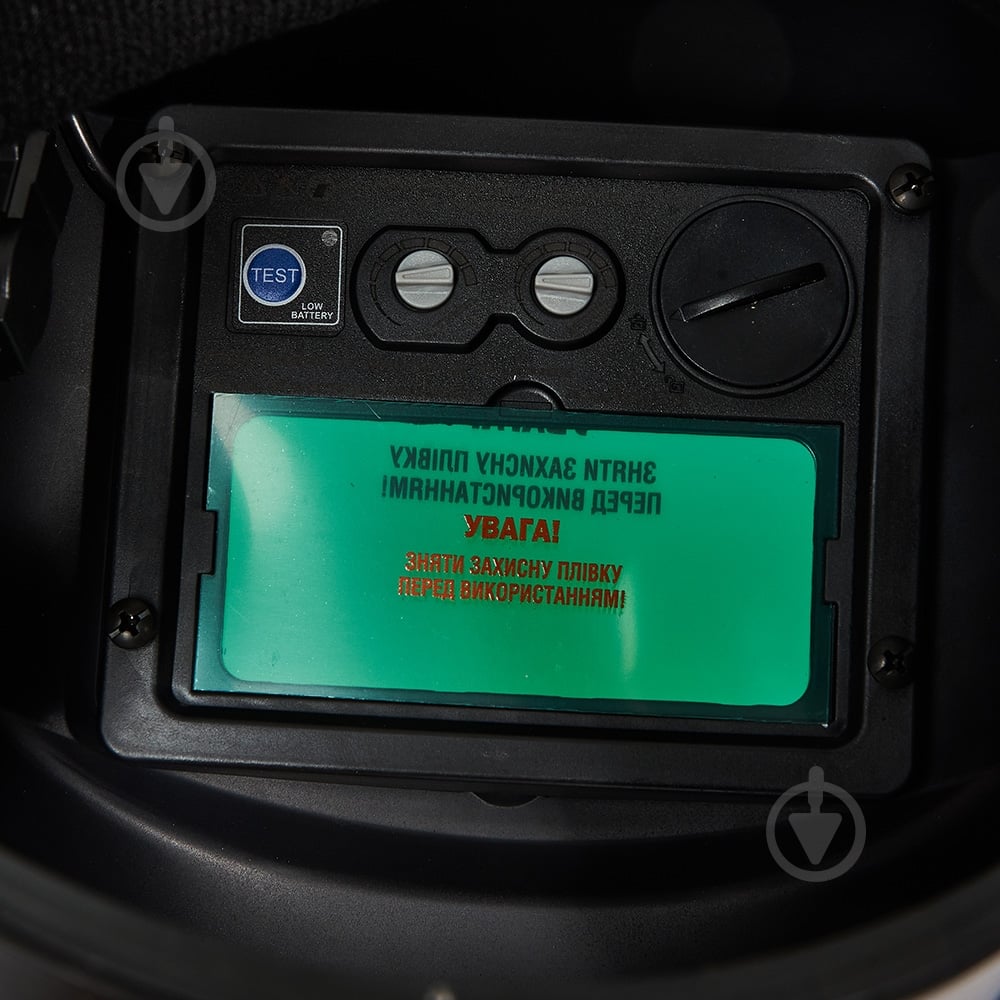 TEST
LOW
BATTERY
ЗНЯТИ ЗАХИСНУ ПЛІВКУ
ПЕРЕД ВИКОРИСТАННЯМ!
УВАГА!
ЗНЯТИ ЗАХИСНУ ПЛІВКУ
ПЕРЕД ВИКОРИСТАННЯМ!